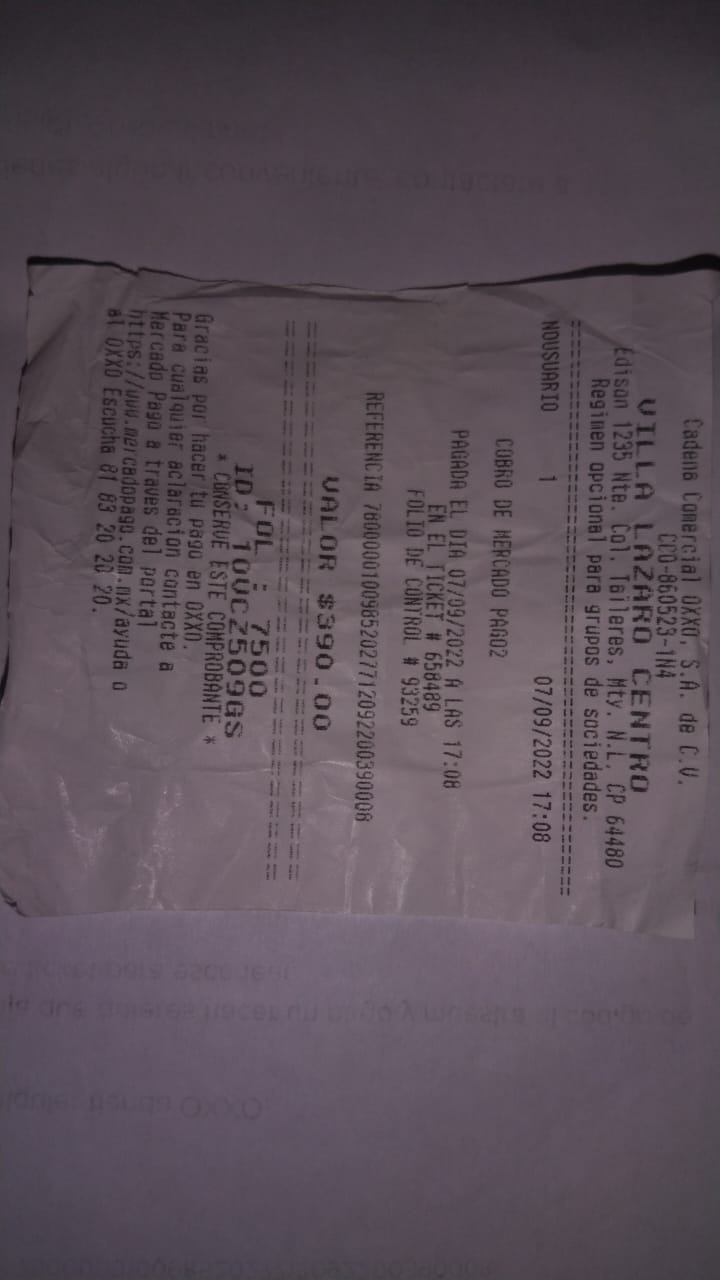 Cadena Comercial OXXO, S.A. de C.V.
CCO-860523-1N4
VILLA LAZARO CENTRO
Edison 1235 Nte. Col. Talleres, Mty. N.L. CP 64480
Regimen opcional para grupos de sociedades.
NOUSUARIO 1 07/09/2022 17:08
COBRO DE MERCADO PAGO2
PAGADA EL DIA 07/09/2022 A LAS 17:08
EN EL TICKET # 658489
FOLIO DE CONTROL # 93259
REFERENCIA 78000001009852027712092200390008
VALOR $390.00
FOL : 7500
ID: 10VCZ509GS
* CONSERVE ESTE COMPROBANTE *
Gracias por hacer tu pago en OXXO.
Para cualquier aclaracion contacte a
Mercado Pago a traves del portal
https://www.mercadopago.com.mx/ayuda o
al OXXO Escucha 81 83 20 20 20.